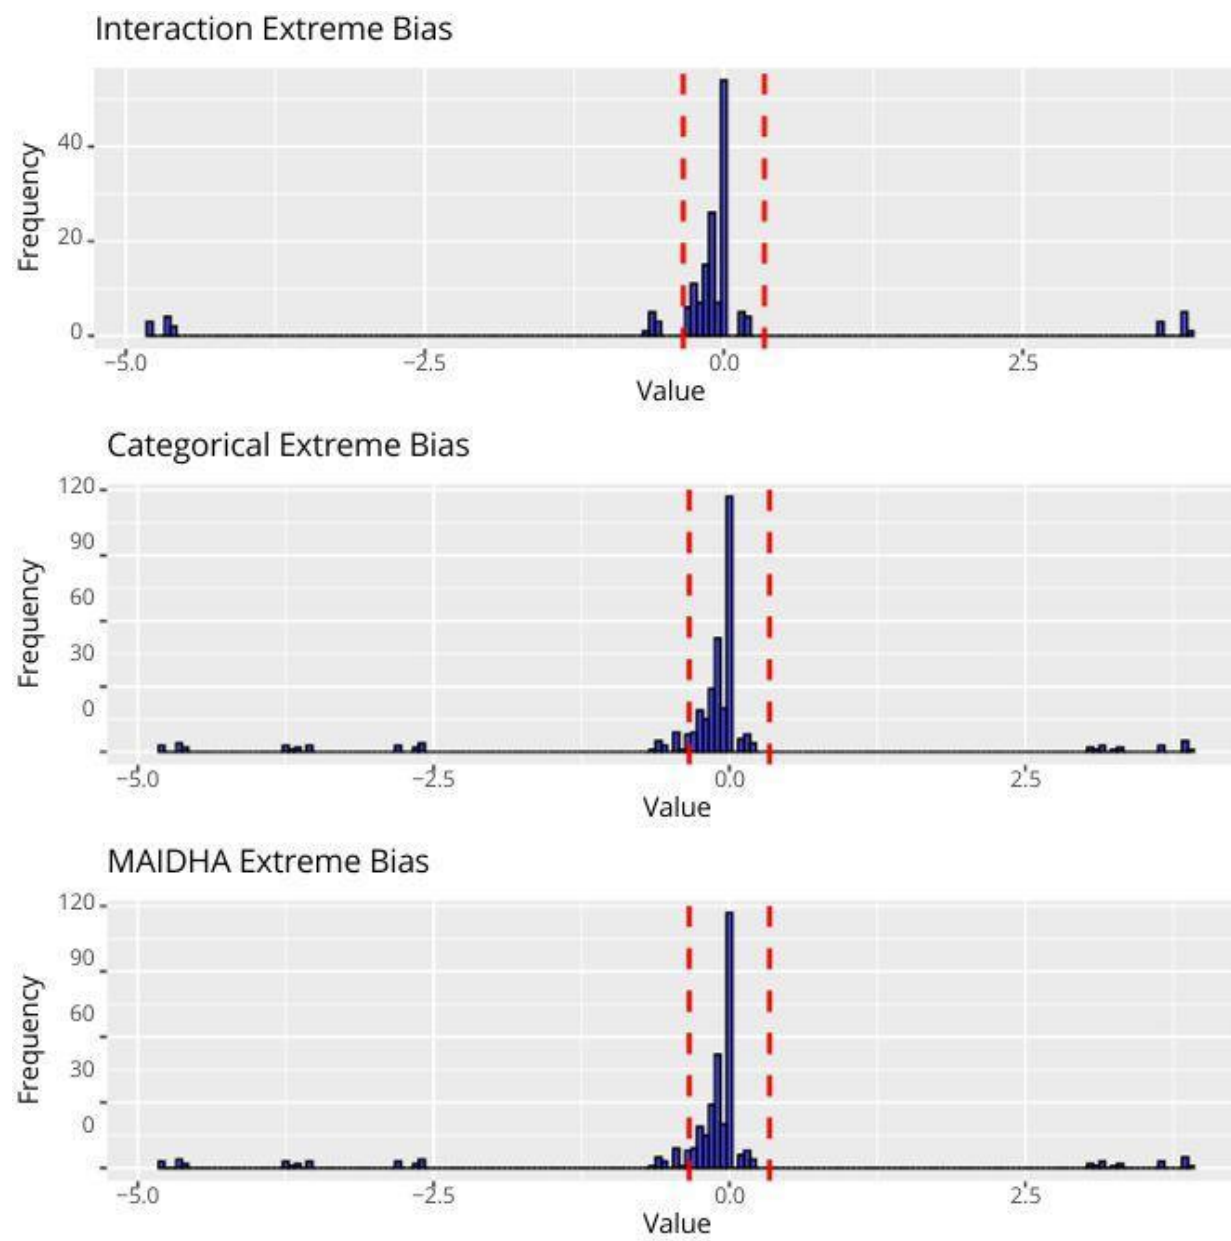 Interaction Extreme Bias
Frequency
40
20
0
−5.0 −2.5 0.0 2.5
Value
Categorical Extreme Bias
Frequency
120
90
60
30
0
−5.0 −2.5 0.0 2.5
Value
MAIDHA Extreme Bias
Frequency
120
90
60
30
0
−5.0 −2.5 0.0 2.5
Value